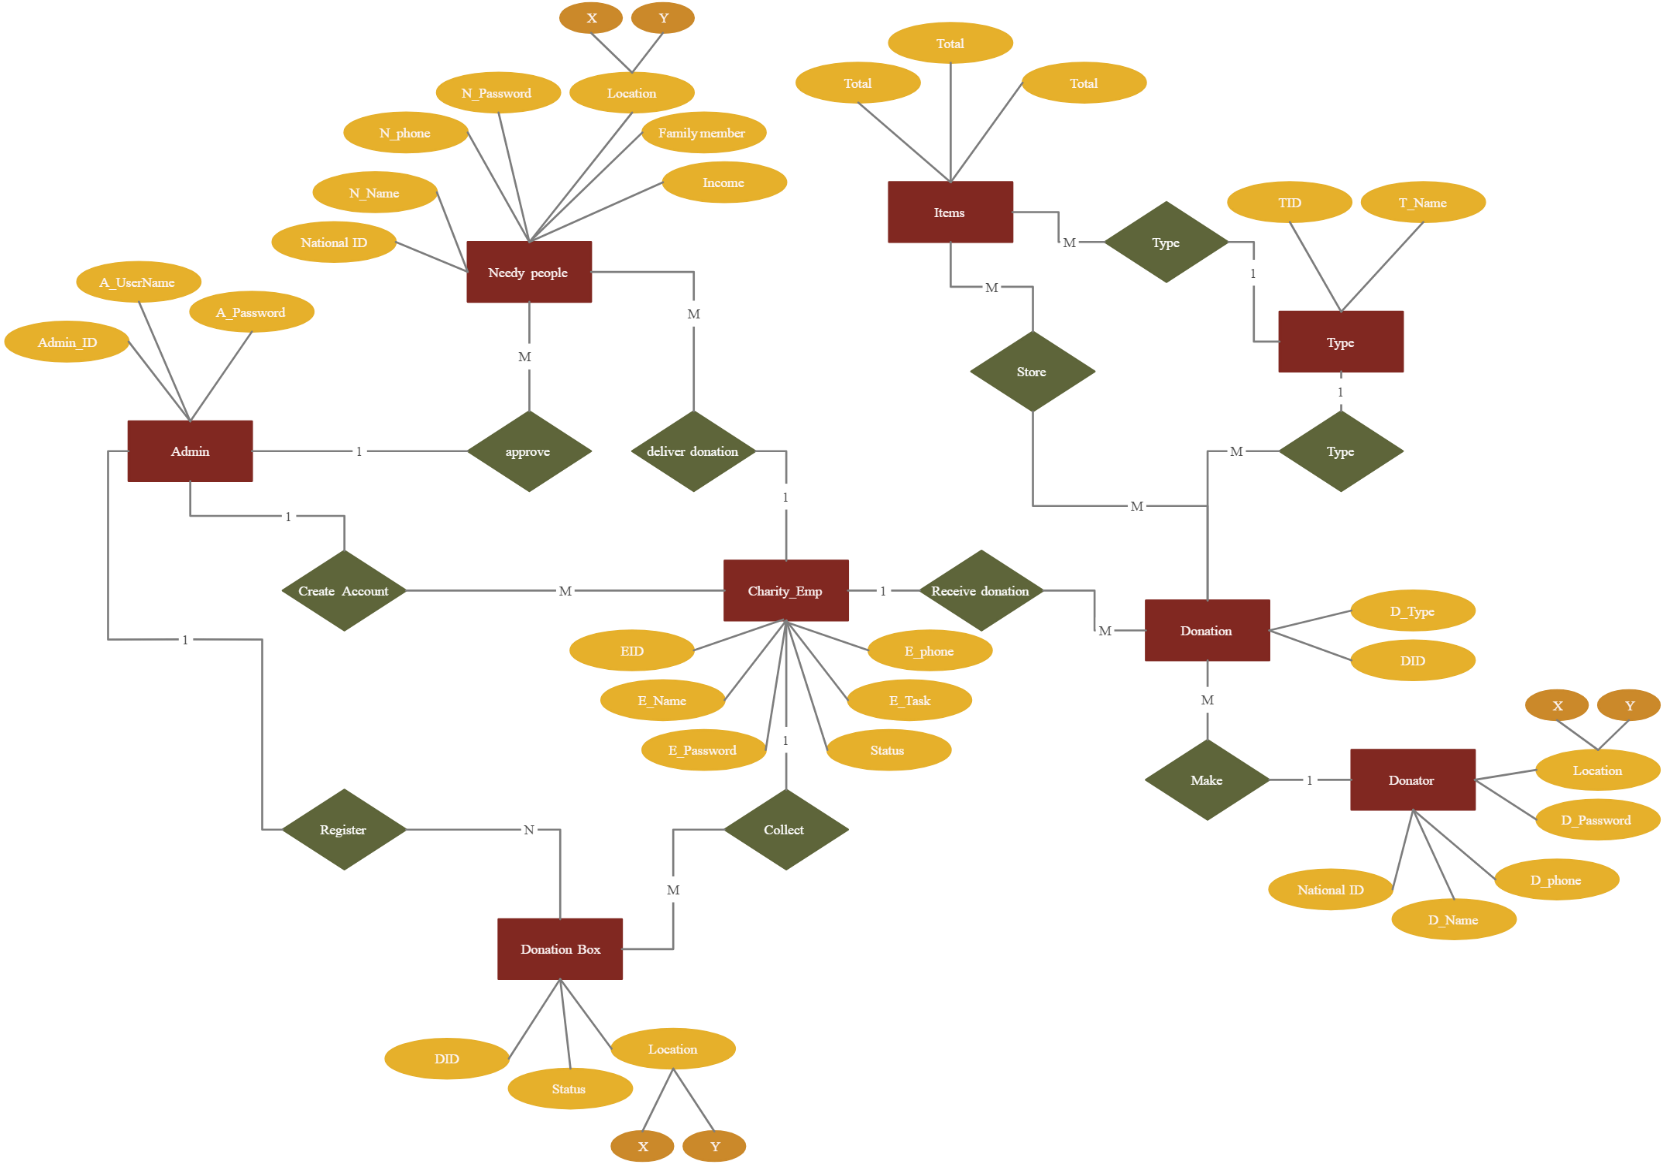 X
Y
Total
Total
Total
N_Password
Location
N_phone
Family member
N_Name
Income
National ID
Needy people
Items
M
Type
1
TID
T_Name
Type
A_UserName
A_Password
Admin_ID
M
M
M
Store
1
Admin
1
approve
deliver donation
M
Type
1
M
1
Create Account
M
Charity_Emp
1
Receive donation
M
Donation
D_Type
DID
1
EID
E_phone
E_Name
E_Task
E_Password
1
Status
M
X
Y
Make
1
Donator
Location
D_Password
D_phone
National ID
D_Name
Register
N
Collect
M
Donation Box
DID
Status
Location
X
Y